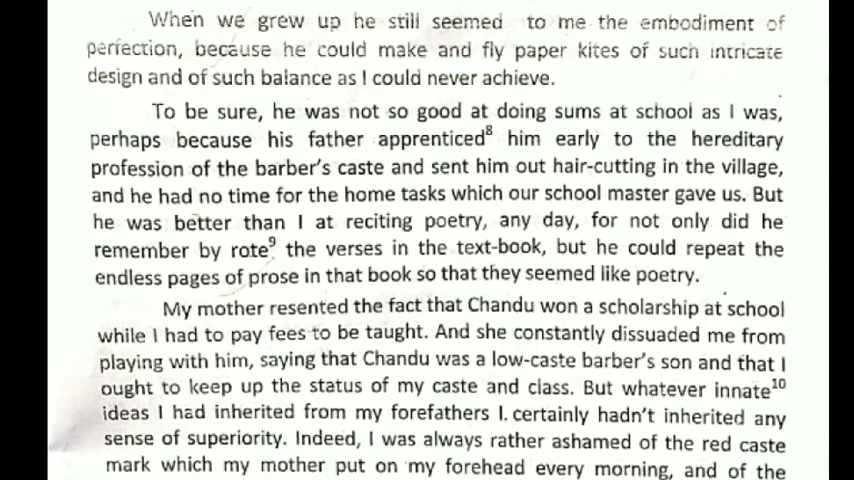 When we grew up he still seemed to me the embodiment of
perfection, because he could make and fly paper kites of such intricate
design and of such balance as I could never achieve.
To be sure, he was not so good at doing sums at school as I was,
perhaps because his father apprenticed⁸ him early to the hereditary
profession of the barber's caste and sent him out hair-cutting in the village,
and he had no time for the home tasks which our school master gave us. But
he was better than I at reciting poetry, any day, for not only did he
remember by rote⁹ the verses in the text-book, but he could repeat the
endless pages of prose in that book so that they seemed like poetry.
My mother resented the fact that Chandu won a scholarship at school
while I had to pay fees to be taught. And she constantly dissuaded me from
playing with him, saying that Chandu was a low-caste barber's son and that I
ought to keep up the status of my caste and class. But whatever innate¹⁰
ideas I had inherited from my forefathers I. certainly hadn't inherited any
sense of superiority. Indeed, I was always rather ashamed of the red caste
mark which my mother put on my forehead every morning, and of the